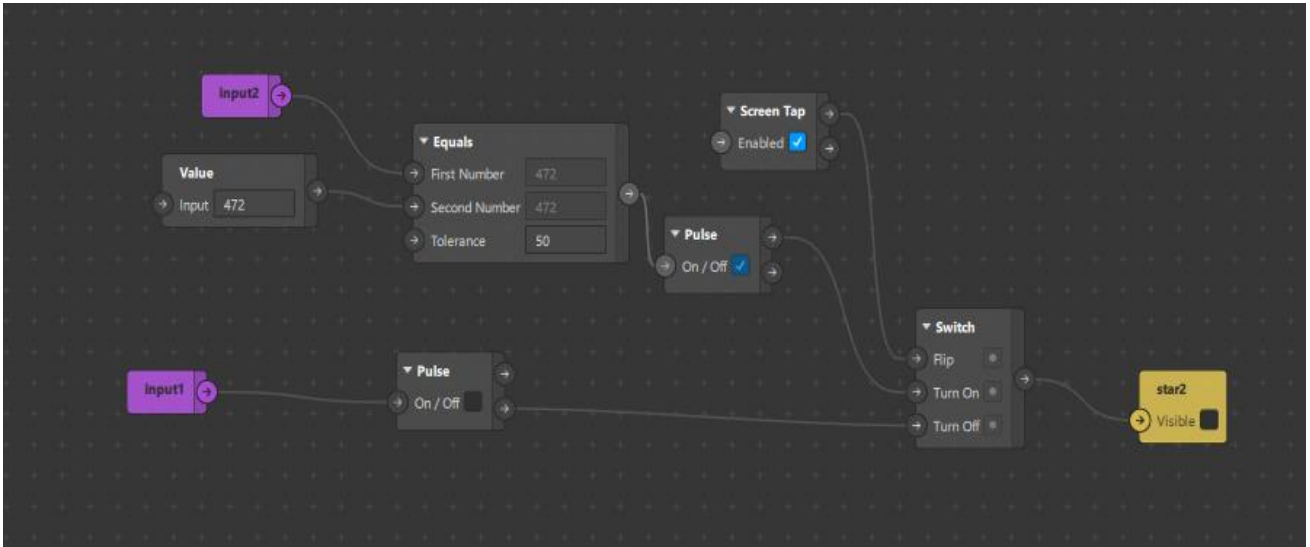 input2
Value
Input 472
Equals
First Number 472
Second Number 472
Tolerance 50
Screen Tap
Enabled
Pulse
On / Off
input1
Pulse
On / Off
Switch
Flip
Turn On
Turn Off
star2
Visible